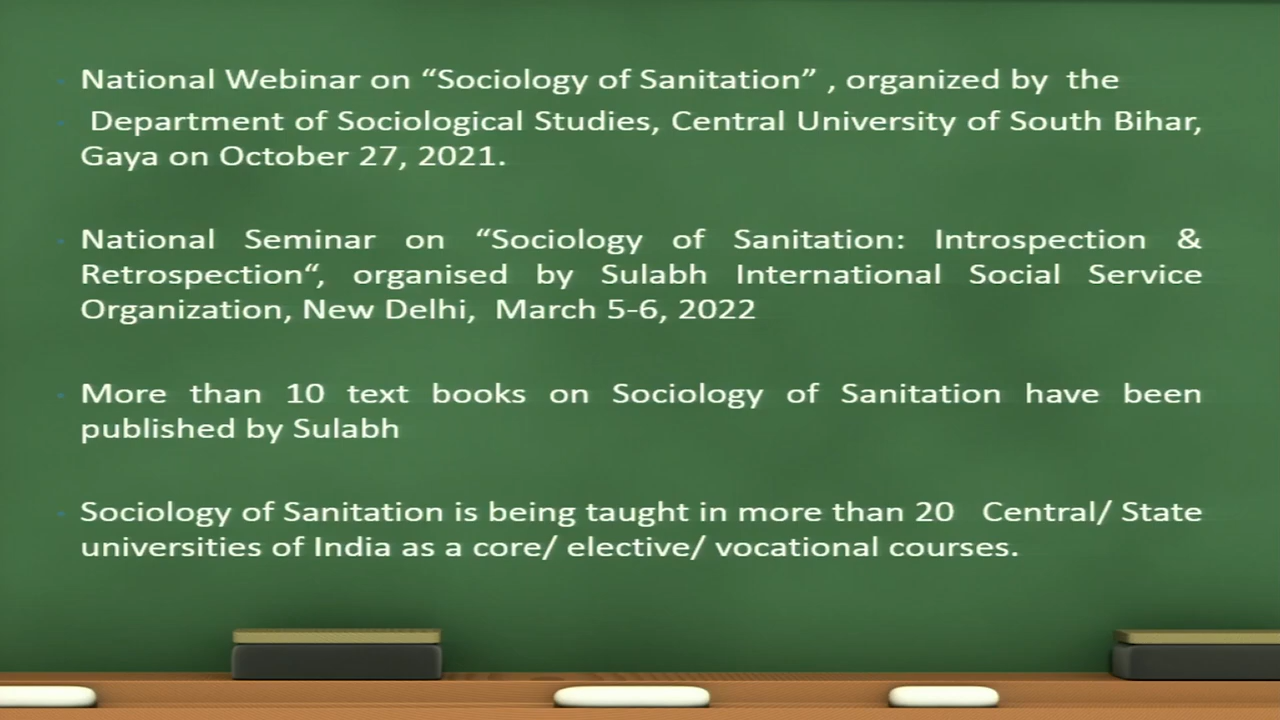 National Webinar on “Sociology of Sanitation” , organized by the
Department of Sociological Studies, Central University of South Bihar,
Gaya on October 27, 2021.
National Seminar on “Sociology of Sanitation: Introspection &
Retrospection“, organised by Sulabh International Social Service
Organization, New Delhi, March 5-6, 2022
More than 10 text books on Sociology of Sanitation have been
published by Sulabh
Sociology of Sanitation is being taught in more than 20 Central/ State
universities of India as a core/ elective/ vocational courses.